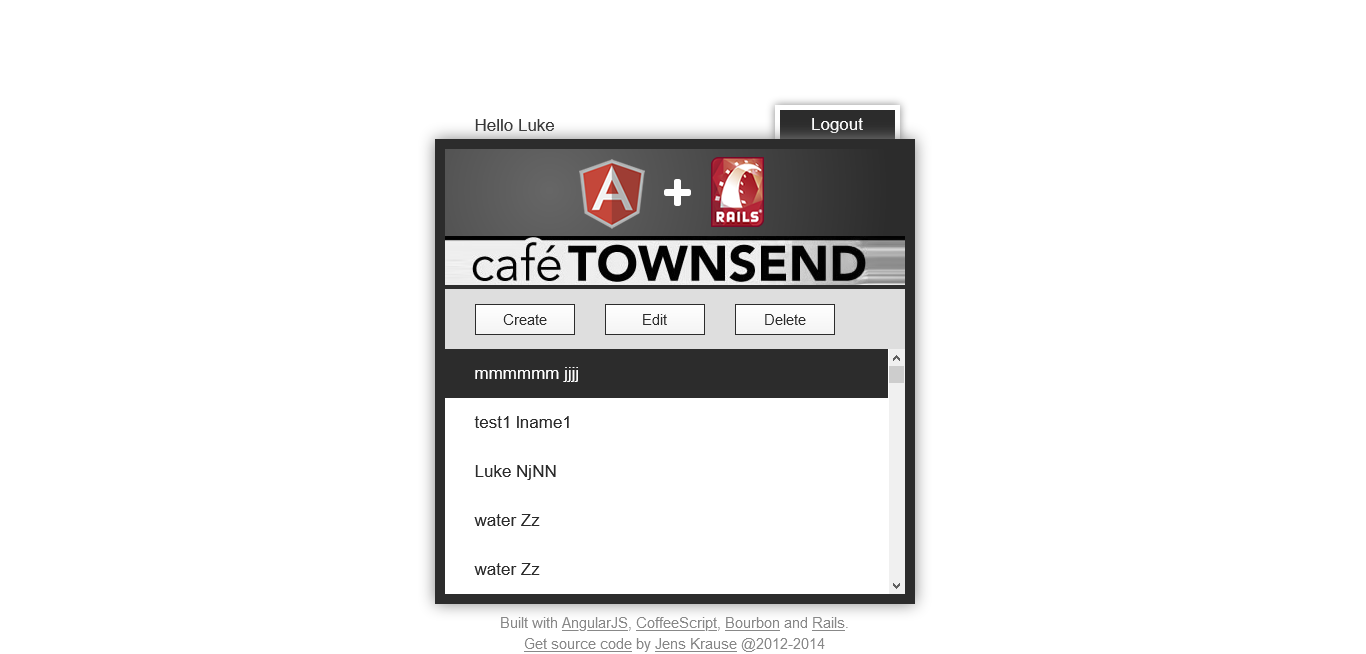 Hello Luke
Logout
A
RAILS
café TOWNSEND
Create Edit Delete
mmmmmm jjjj
test1 lname1
Luke NjNN
water Zz
water Zz
Built with AngularJS, CoffeeScript, Bourbon and Rails.
Get source code by Jens Krause @2012-2014